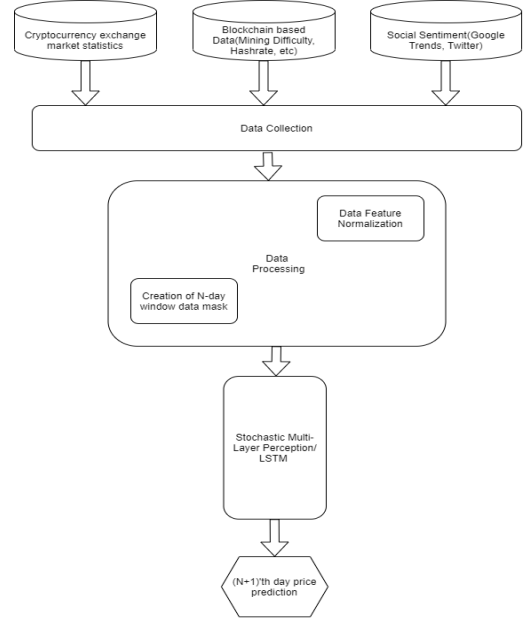 Cryptocurrency exchange
market statistics
Blockchain based
Data(Mining Difficulty,
Hashrate, etc)
Social Sentiment(Google
Trends, Twitter)
Data Collection
Data Feature
Normalization
Data
Processing
Creation of N-day
window data mask
Stochastic Multi-
Layer Perception/
LSTM
(N+1)'th day price
prediction